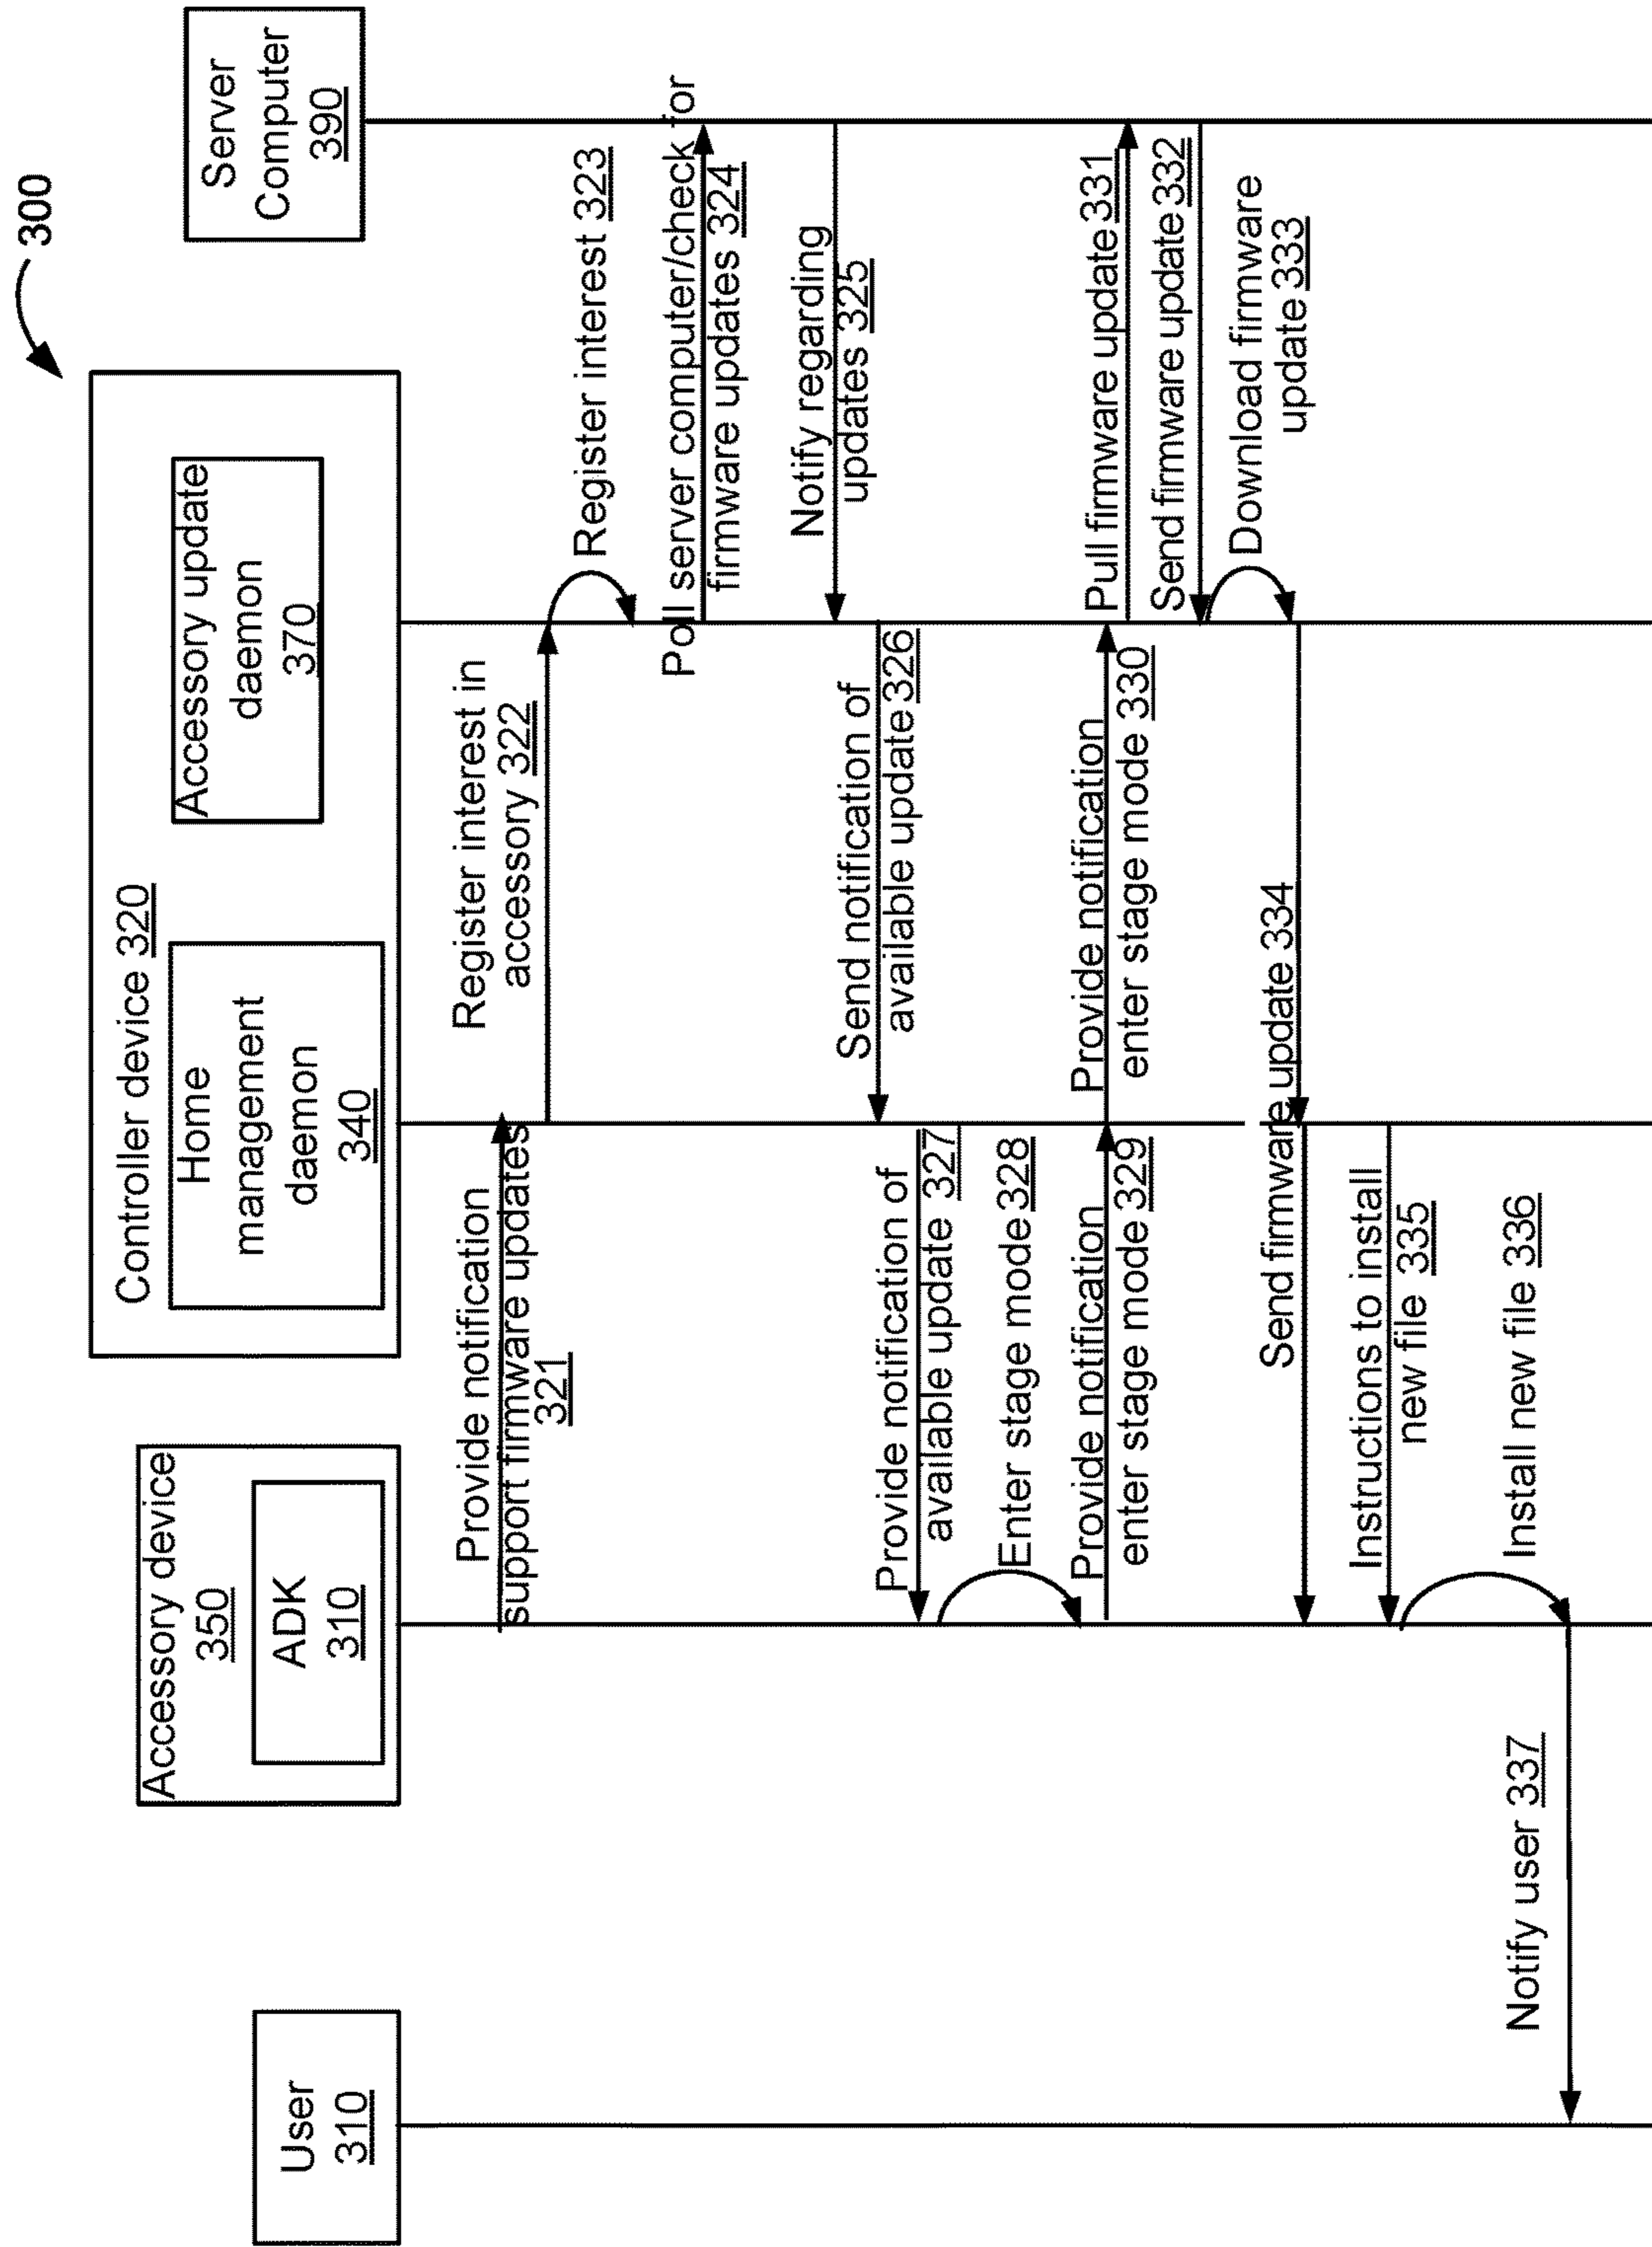 300
User
310
Accessory device
350
ADK
310
Controller device 320
Home
management
daemon
340
Accessory update
daemon
370
Server
Computer
390
Provide notification
support firmware updates
321
Register interest in
accessory 322
Register interest 323
Poll server computer/check for
firmware updates 324
Notify regarding
updates 325
Send notification of
available update 326
Provide notification of
available update 327
Enter stage mode 328
Provide notification
enter stage mode 329
Provide notification
enter stage mode 330
Pull firmware update 331
Send firmware update 332
Download firmware
update 333
Send firmware update 334
Instructions to install
new file 335
Install new file 336
Notify user 337